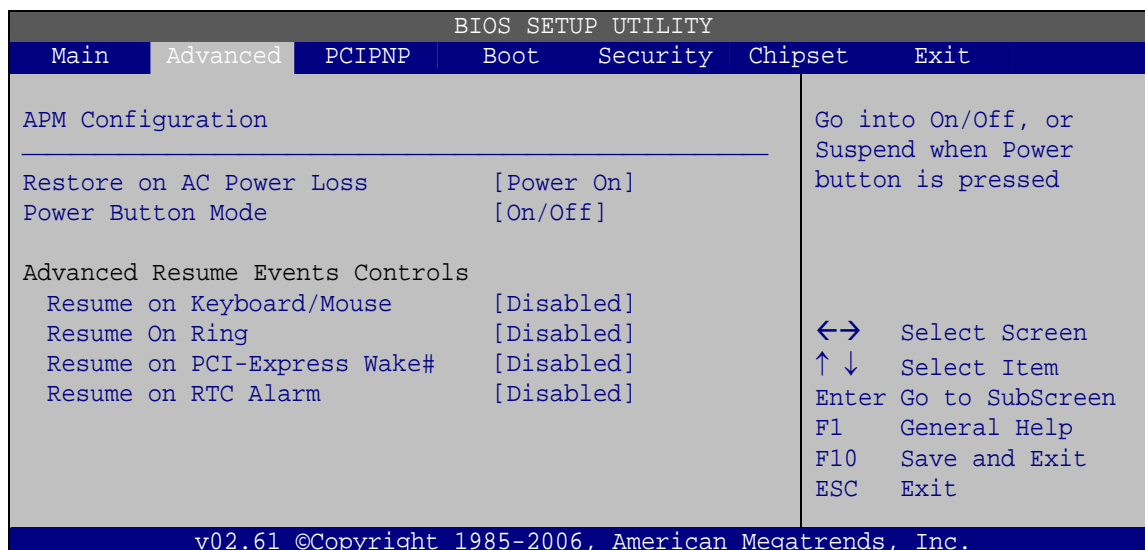 BIOS SETUP UTILITY
Main Advanced PCIPNP Boot Security Chipset Exit
APM Configuration
Restore on AC Power Loss [Power On]
Power Button Mode [On/Off]
Advanced Resume Events Controls
Resume on Keyboard/Mouse [Disabled]
Resume On Ring [Disabled]
Resume on PCI-Express Wake# [Disabled]
Resume on RTC Alarm [Disabled]
Go into On/Off, or
Suspend when Power
button is pressed
←→ Select Screen
↑ ↓ Select Item
Enter Go to SubScreen
F1 General Help
F10 Save and Exit
ESC Exit
v02.61 ©Copyright 1985-2006, American Megatrends, Inc.